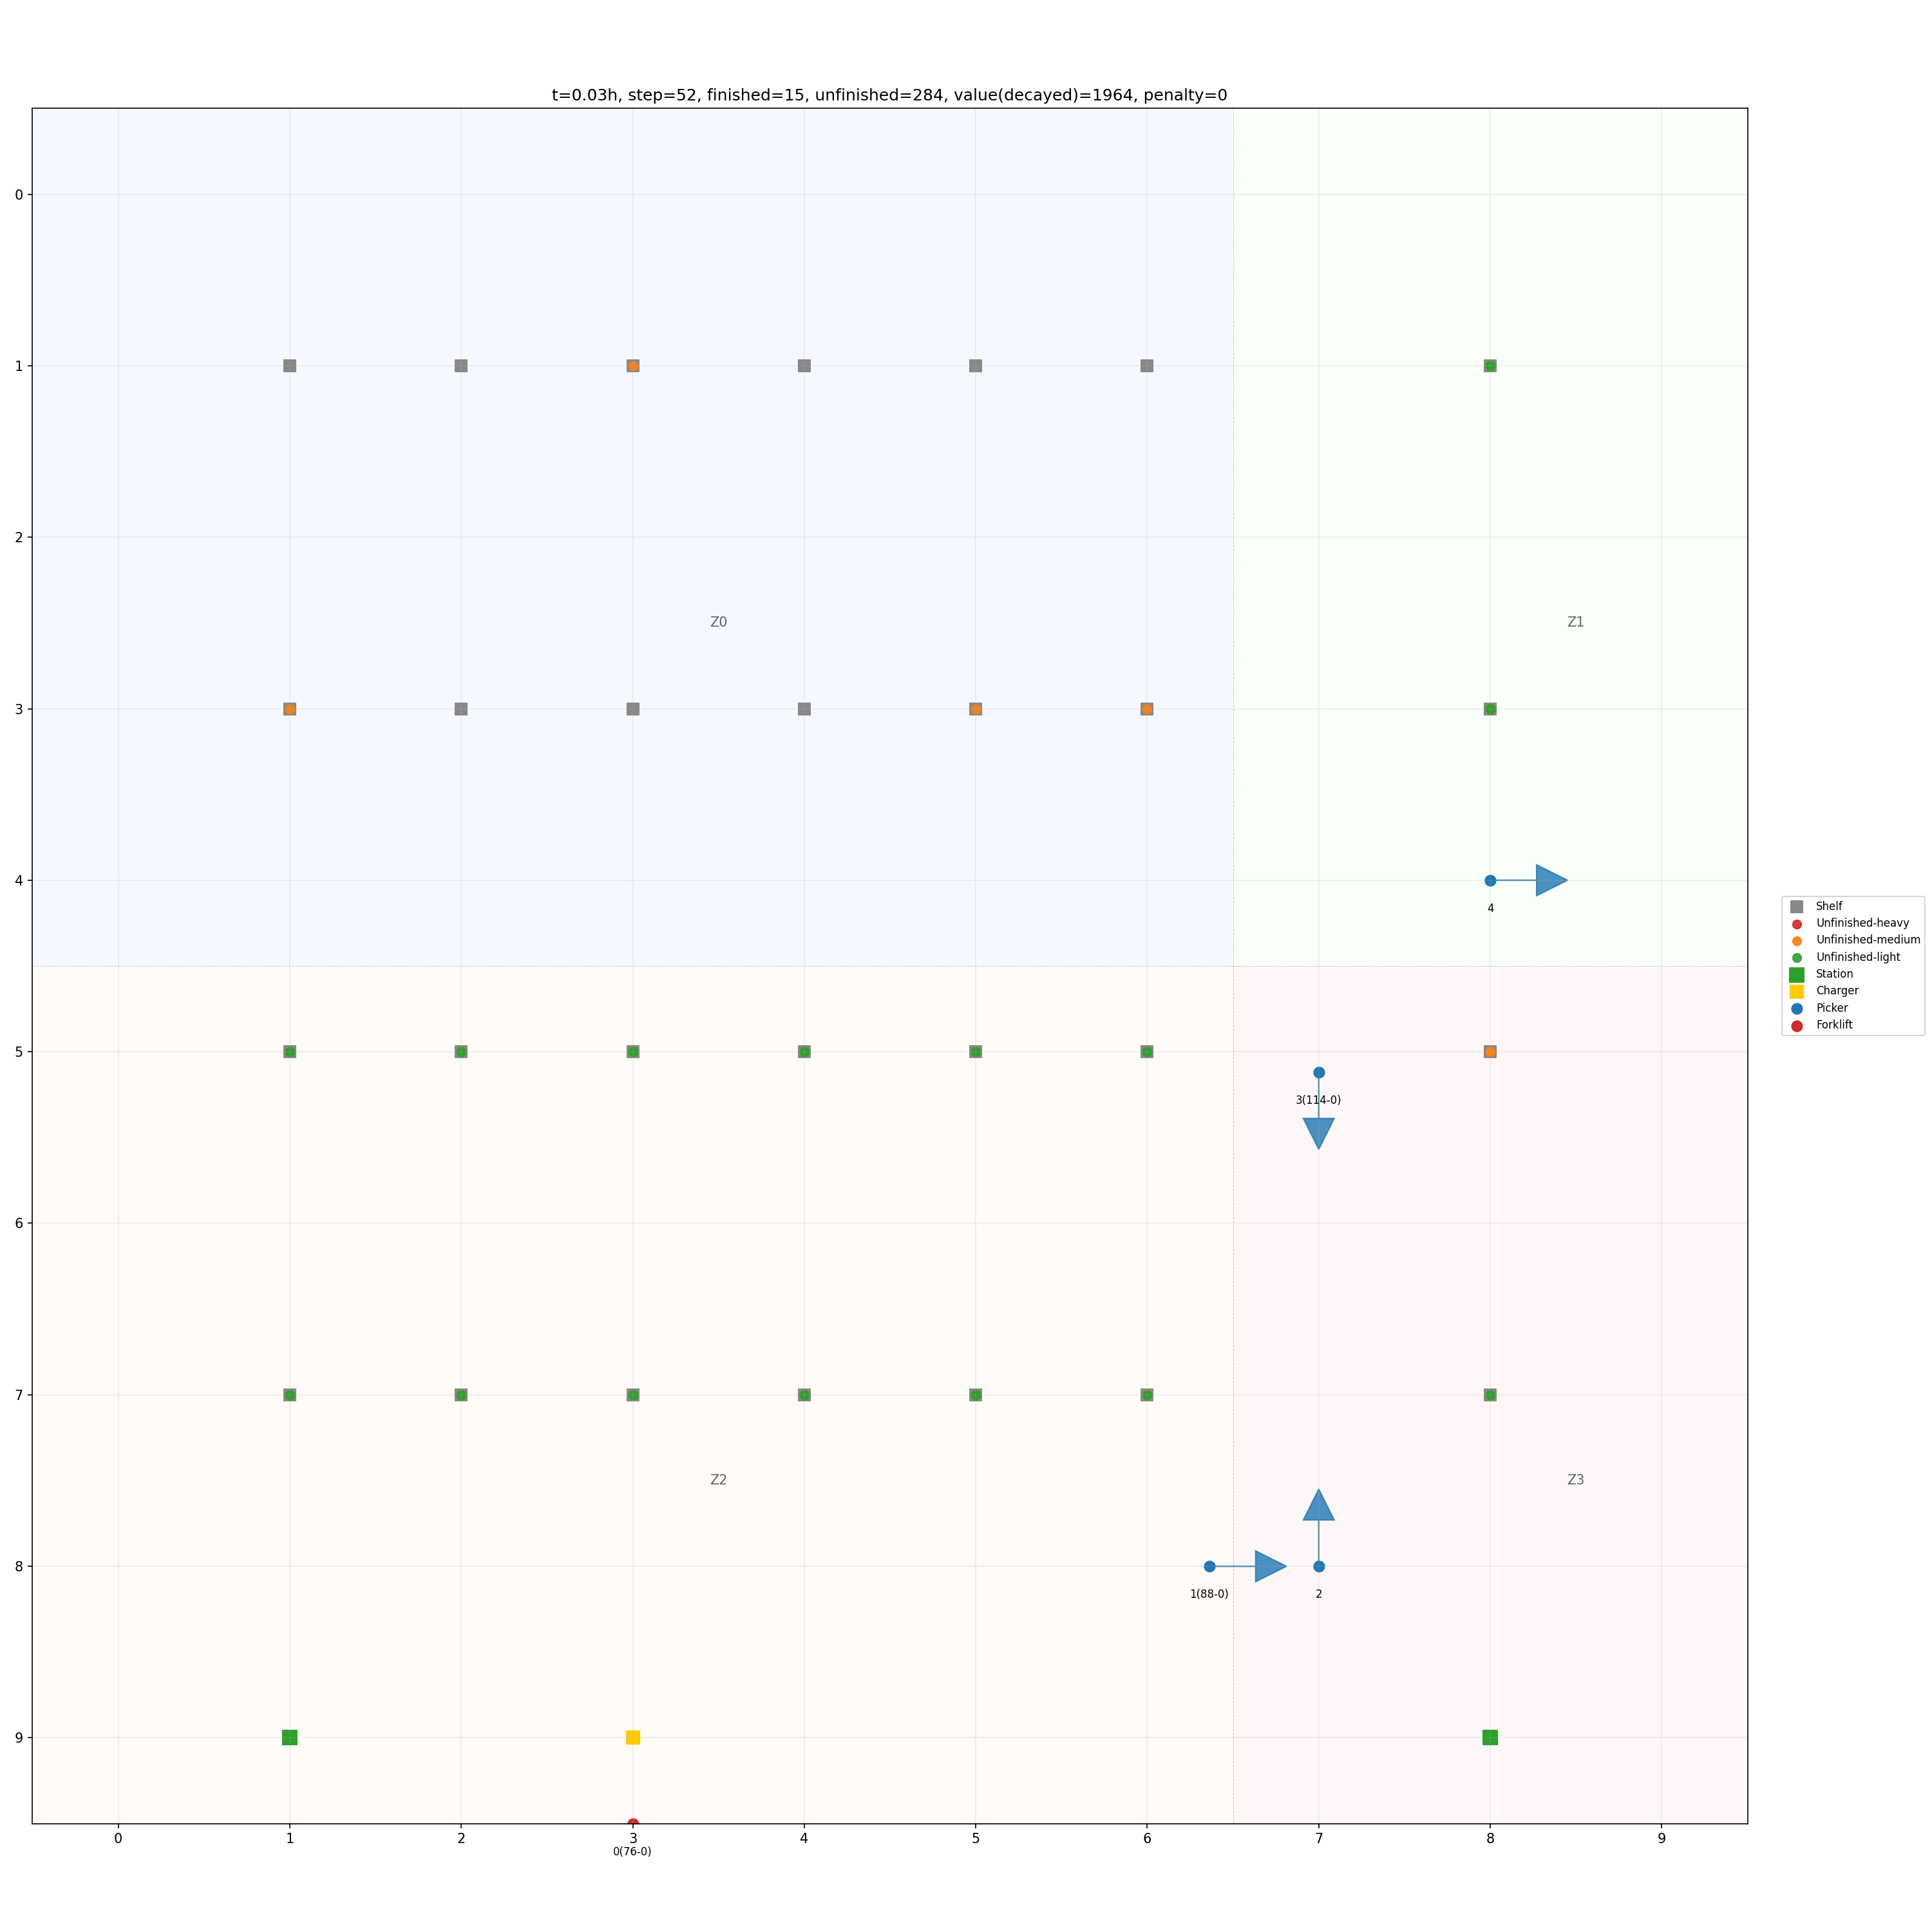 t=0.03h, step=52, finished=15, unfinished=284, value(decayed)=1964, penalty=0
0
1
2
Z0
Z1
3
4
4
Shelf
Unfinished-heavy
Unfinished-medium
Unfinished-light
Station
Charger
Picker
Forklift
5
3(114-0)
6
7
Z2
Z3
8
1(88-0)
2
9
0 1 2 3 4 5 6 7 8 9
0(76-0)